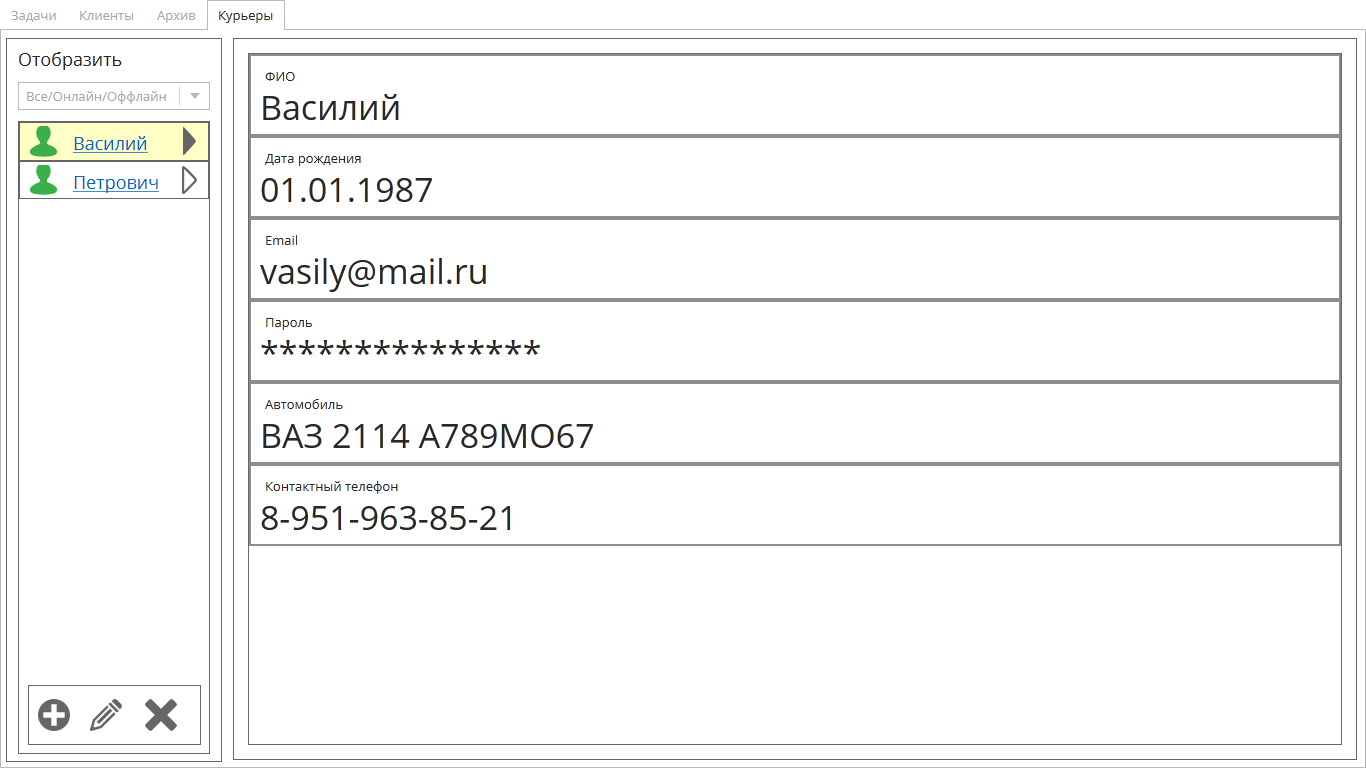 Задачи Клиенты Архив Курьеры
Отобразить
Все/Онлайн/Оффлайн
Василий
Петрович
ФИО
Василий
Дата рождения
01.01.1987
Email
vasily@mail.ru
Пароль
***************
Автомобиль
ВАЗ 2114 А789МО67
Контактный телефон
8-951-963-85-21